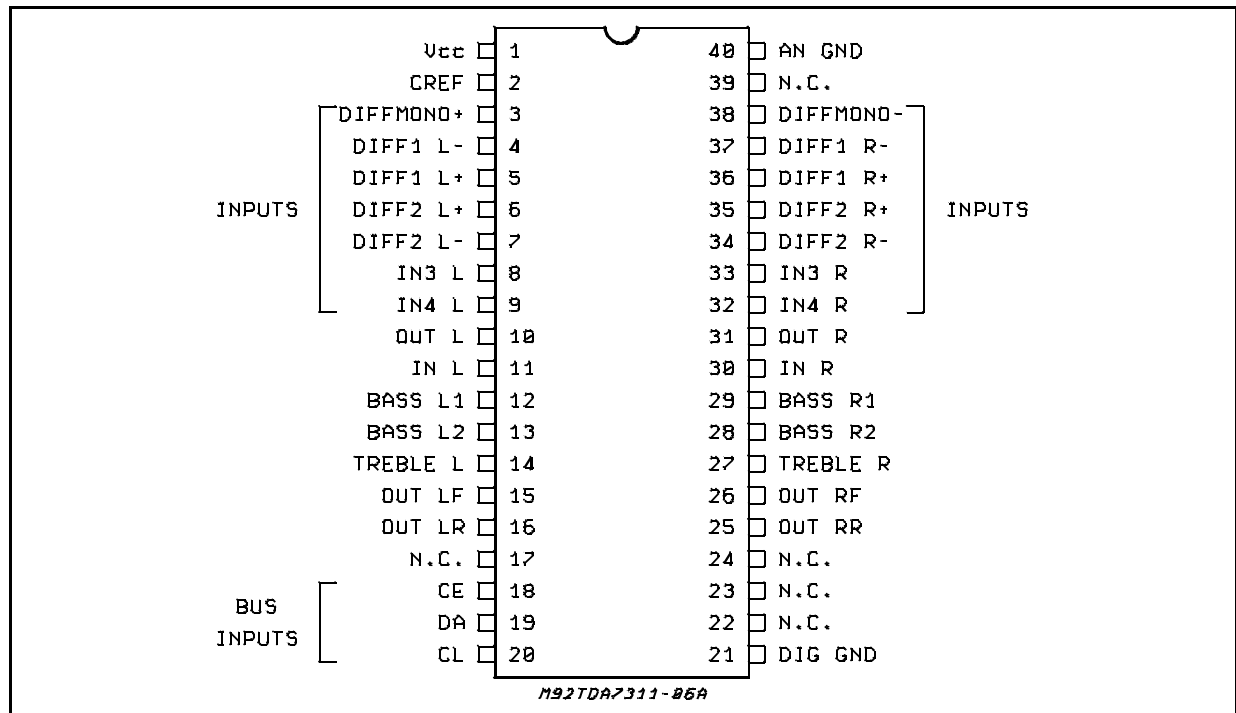 Vcc 1 40 AN GND
CREF 2 39 N.C.
DIFFMONO+ 3 38 DIFFMONO-
DIFF1 L- 4 37 DIFF1 R-
DIFF1 L+ 5 36 DIFF1 R+
INPUTS DIFF2 L+ 6 35 DIFF2 R+ INPUTS
DIFF2 L- 7 34 DIFF2 R-
IN3 L 8 33 IN3 R
IN4 L 9 32 IN4 R
OUT L 10 31 OUT R
IN L 11 30 IN R
BASS L1 12 29 BASS R1
BASS L2 13 28 BASS R2
TREBLE L 14 27 TREBLE R
OUT LF 15 26 OUT RF
OUT LR 16 25 OUT RR
N.C. 17 24 N.C.
CE 18 23 N.C.
BUS
DA 19 22 N.C.
INPUTS
CL 20 21 DIG GND
M92TDA7311-06A